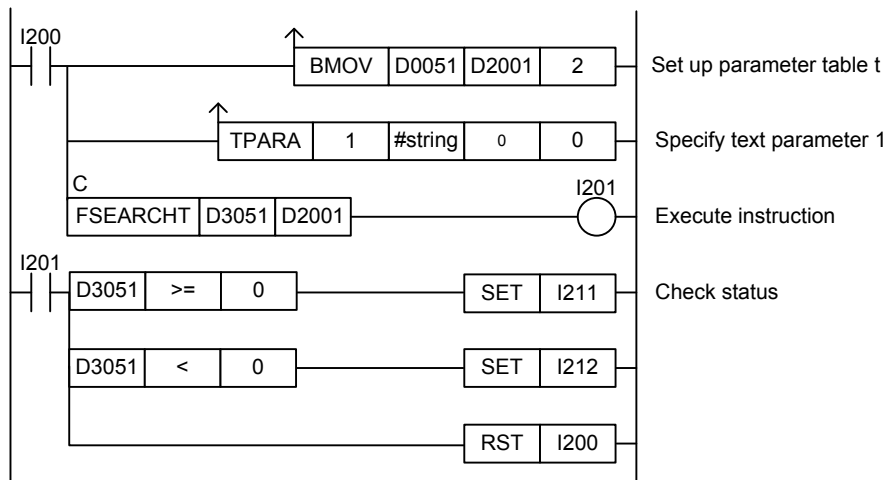 I200
BMOV D0051 D2001 2 Set up parameter table t
TPARA 1 #string 0 0 Specify text parameter 1
C I201
FSEARCHT D3051 D2001 Execute instruction
I201
D3051 >= 0 SET I211 Check status
D3051 < 0 SET I212
RST I200